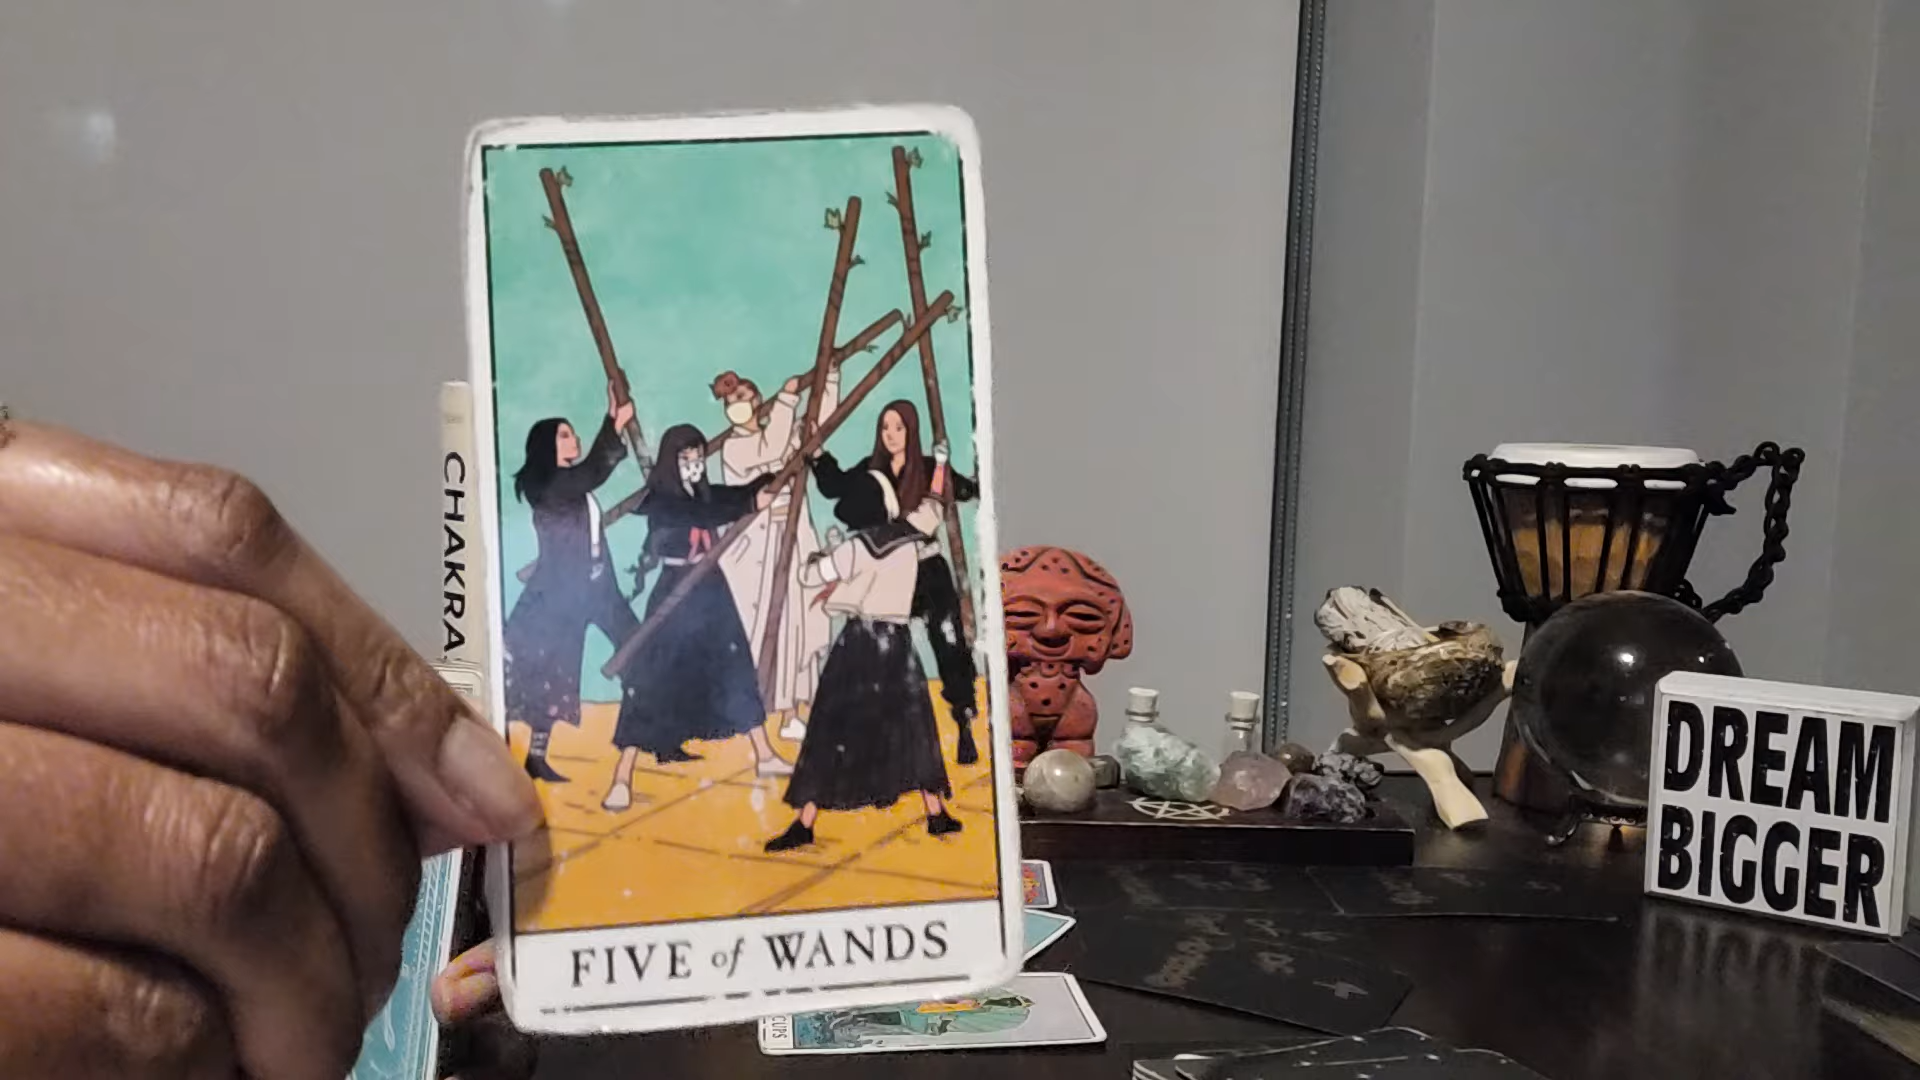 CHAKRA
FIVE of WANDS
CUPS
DREAM
BIGGER